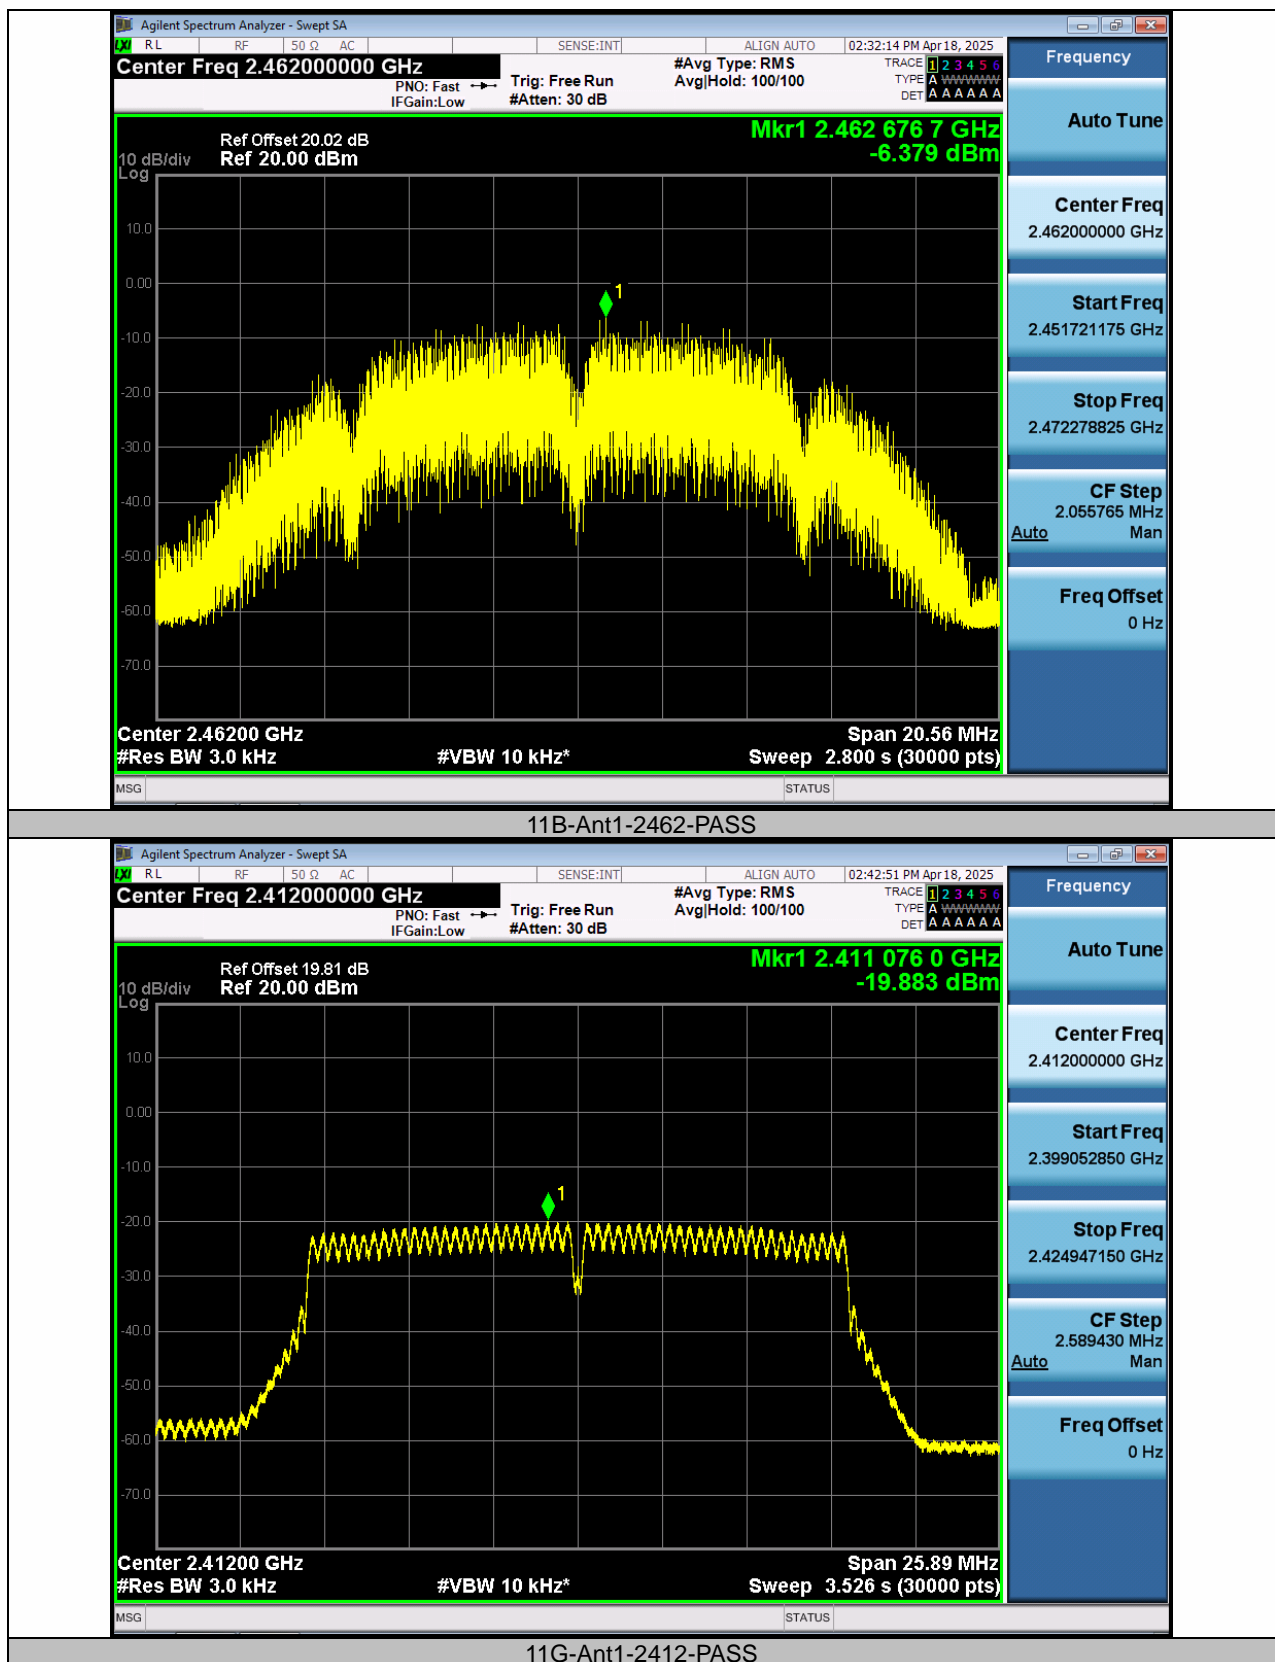 Agilent Spectrum Analyzer - Swept SA
LXI RL RF 50 Ω AC SENSE:INT ALIGN AUTO 02:32:14 PM Apr 18, 2025
Center Freq 2.462000000 GHz
PNO: Fast Trig: Free Run #Avg Type: RMS TRACE 1 2 3 4 5 6
IFGain:Low #Atten: 30 dB Avg|Hold: 100/100 TYPE A WWWWW
DET A A A A A A
Mkr1 2.462 676 7 GHz
-6.379 dBm
Ref Offset 20.02 dB
10 dB/div Ref 20.00 dBm
Log
10.0
0.00
-10.0
-20.0
-30.0
-40.0
-50.0
-60.0
-70.0
1
Center 2.46200 GHz Span 20.56 MHz
#Res BW 3.0 kHz #VBW 10 kHz* Sweep 2.800 s (30000 pts)
MSG STATUS
Frequency
Auto Tune
Center Freq
2.462000000 GHz
Start Freq
2.451721175 GHz
Stop Freq
2.472278825 GHz
CF Step
2.055765 MHz
Auto Man
Freq Offset
0 Hz
11B-Ant1-2462-PASS
Agilent Spectrum Analyzer - Swept SA
LXI RL RF 50 Ω AC SENSE:INT ALIGN AUTO 02:42:51 PM Apr 18, 2025
Center Freq 2.412000000 GHz
PNO: Fast Trig: Free Run #Avg Type: RMS TRACE 1 2 3 4 5 6
IFGain:Low #Atten: 30 dB Avg|Hold: 100/100 TYPE A WWWWW
DET A A A A A A
Mkr1 2.411 076 0 GHz
-19.883 dBm
Ref Offset 19.81 dB
10 dB/div Ref 20.00 dBm
Log
10.0
0.00
-10.0
-20.0
-30.0
-40.0
-50.0
-60.0
-70.0
1
Center 2.41200 GHz Span 25.89 MHz
#Res BW 3.0 kHz #VBW 10 kHz* Sweep 3.526 s (30000 pts)
MSG STATUS
Frequency
Auto Tune
Center Freq
2.412000000 GHz
Start Freq
2.399052850 GHz
Stop Freq
2.424947150 GHz
CF Step
2.589430 MHz
Auto Man
Freq Offset
0 Hz
11G-Ant1-2412-PASS